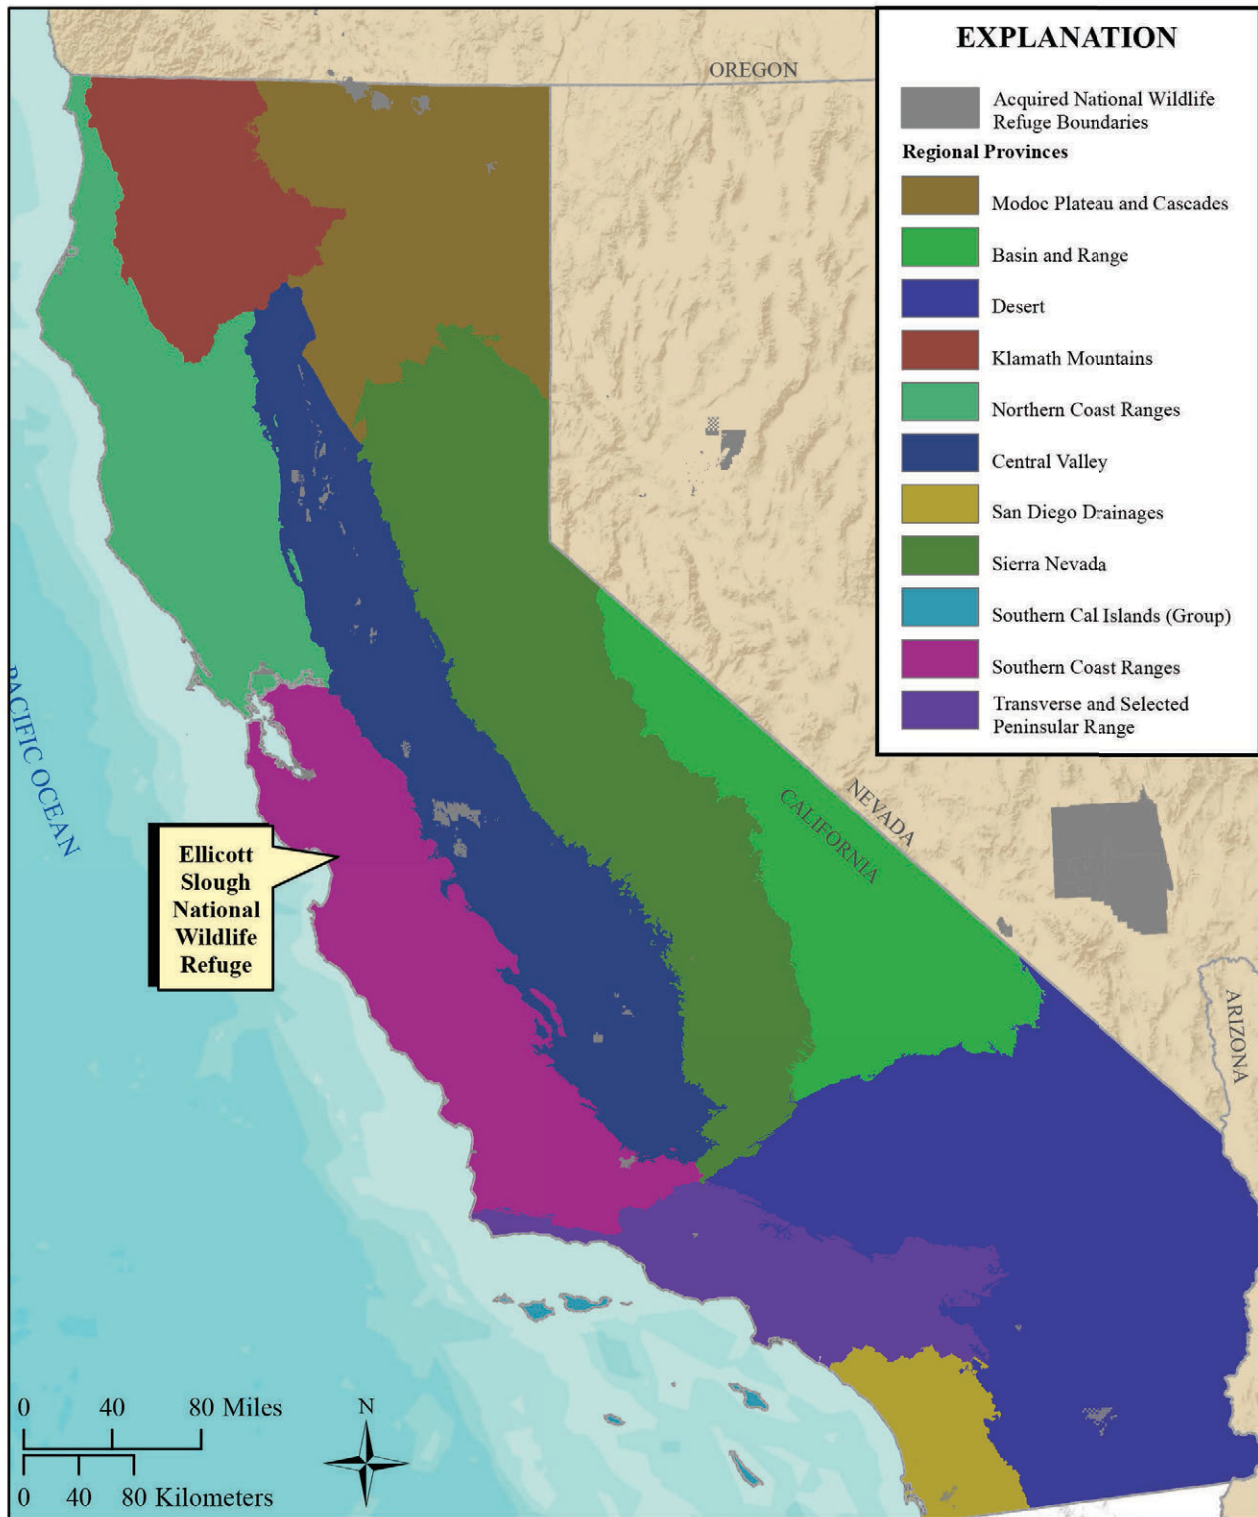 EXPLANATION
Acquired National Wildlife
Refuge Boundaries
Regional Provinces
Modoc Plateau and Cascades
Basin and Range
Desert
Klamath Mountains
Northern Coast Ranges
Central Valley
San Diego Drainages
Sierra Nevada
Southern Cal Islands (Group)
Southern Coast Ranges
Transverse and Selected
Peninsular Range
OREGON
PACIFIC OCEAN
NEVADA
CALIFORNIA
ARIZONA
Ellicott
Slough
National
Wildlife
Refuge
0 40 80 Miles
0 40 80 Kilometers
N